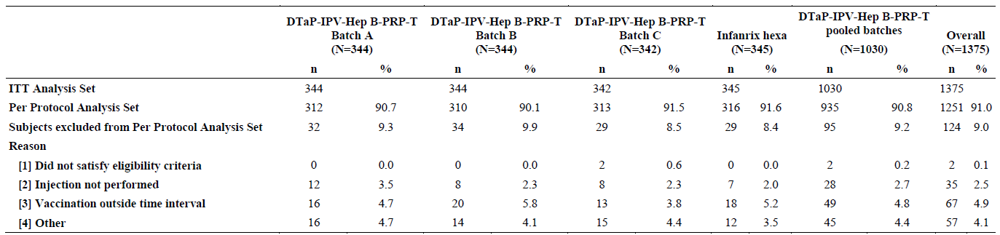 DTaP-IPV-Hep B-PRP-T Batch A (N=344) DTaP-IPV-Hep B-PRP-T Batch B (N=344) DTaP-IPV-Hep B-PRP-T Batch C (N=342) Infanrix hexa (N=345) DTaP-IPV-Hep B-PRP-T pooled batches (N=1030) Overall (N=1375)
n % n % n % n % n % n %
ITT Analysis Set 344 344 342 345 1030 1375
Per Protocol Analysis Set 312 90.7 310 90.1 313 91.5 316 91.6 935 90.8 1251 91.0
Subjects excluded from Per Protocol Analysis Set 32 9.3 34 9.9 29 8.5 29 8.4 95 9.2 124 9.0
Reason
[1] Did not satisfy eligibility criteria 0 0.0 0 0.0 2 0.6 0 0.0 2 0.2 2 0.1
[2] Injection not performed 12 3.5 8 2.3 8 2.3 7 2.0 28 2.7 35 2.5
[3] Vaccination outside time interval 16 4.7 20 5.8 13 3.8 18 5.2 49 4.8 67 4.9
[4] Other 16 4.7 14 4.1 15 4.4 12 3.5 45 4.4 57 4.1